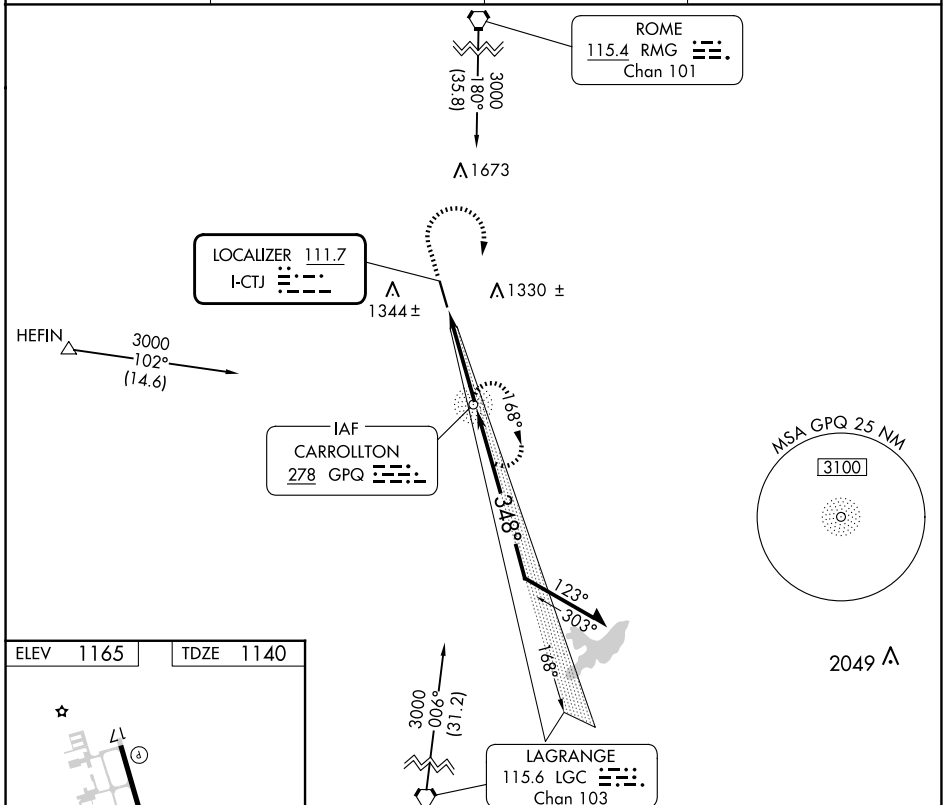 ROME
115.4 RMG
Chan 101
3000
180°
(35.8)
1673
LOCALIZER 111.7
I-CTJ
1344 ±
1330 ±
HEFIN
3000
102°
(14.6)
IAF
CARROLLTON
278 GPQ
168°
348°
MSA GPQ 25 NM
3100
123°
303°
168°
2049
ELEV 1165
TDZE 1140
17
P
3000
006°
(31.2)
LAGRANGE
115.6 LGC
Chan 103